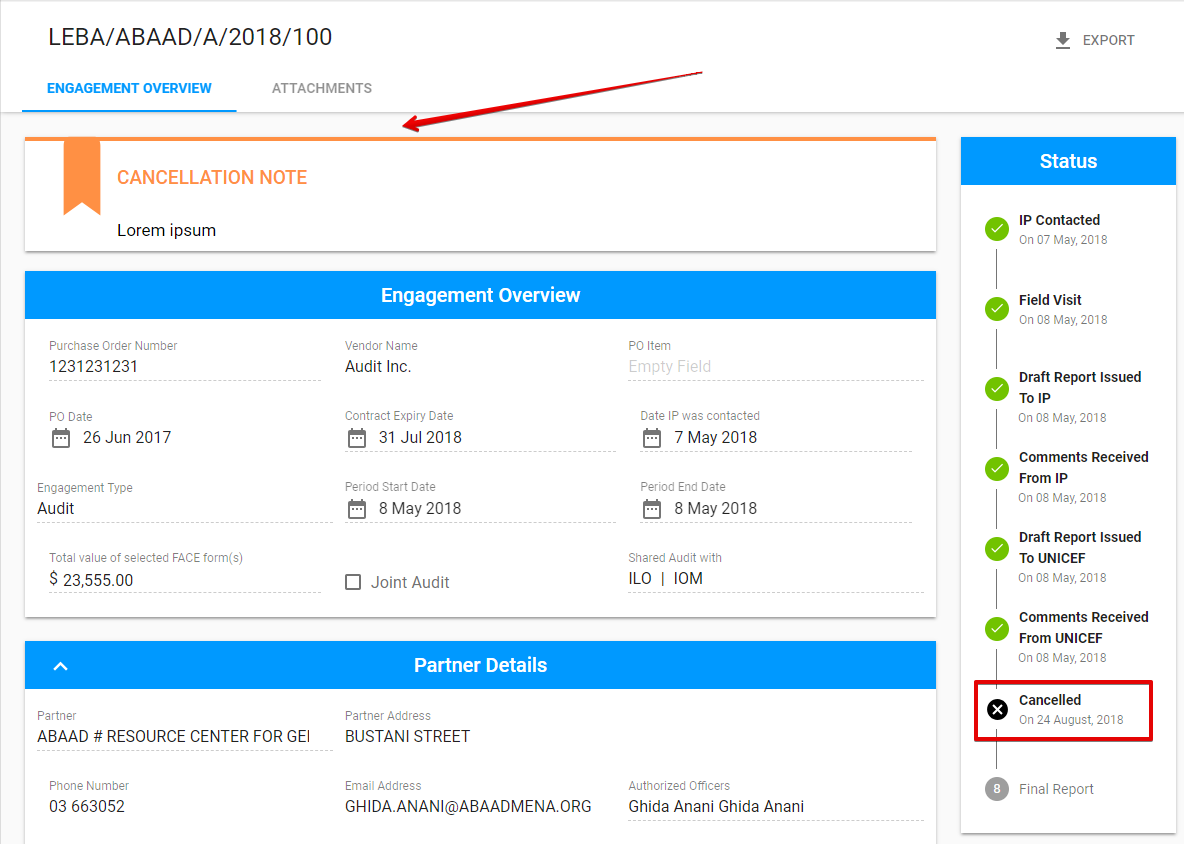 LEBA/ABAAD/A/2018/100
EXPORT
ENGAGEMENT OVERVIEW
ATTACHMENTS
CANCELLATION NOTE
Lorem ipsum
Engagement Overview
Purchase Order Number
1231231231
Vendor Name
Audit Inc.
PO Item
Empty Field
PO Date
26 Jun 2017
Contract Expiry Date
31 Jul 2018
Date IP was contacted
7 May 2018
Engagement Type
Audit
Period Start Date
8 May 2018
Period End Date
8 May 2018
Total value of selected FACE form(s)
$ 23,555.00
Joint Audit
Shared Audit with
ILO | IOM
Partner Details
Partner
ABAAD # RESOURCE CENTER FOR GEI
Partner Address
BUSTANI STREET
Phone Number
03 663052
Email Address
GHIDA.ANANI@ABAADMENA.ORG
Authorized Officers
Ghida Anani Ghida Anani
Status
IP Contacted
On 07 May, 2018
Field Visit
On 08 May, 2018
Draft Report Issued
To IP
On 08 May, 2018
Comments Received
From IP
On 08 May, 2018
Draft Report Issued
To UNICEF
On 08 May, 2018
Comments Received
From UNICEF
On 08 May, 2018
Cancelled
On 24 August, 2018
8 Final Report